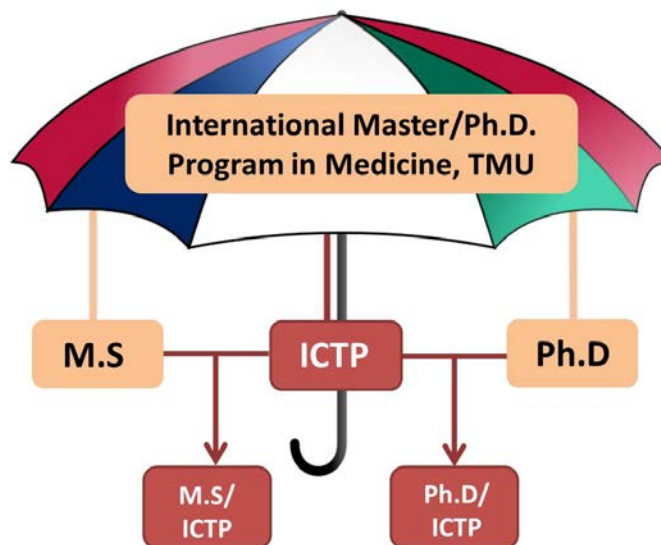 International Master/Ph.D.
Program in Medicine, TMU
M.S
ICTP
Ph.D
M.S/
ICTP
Ph.D/
ICTP